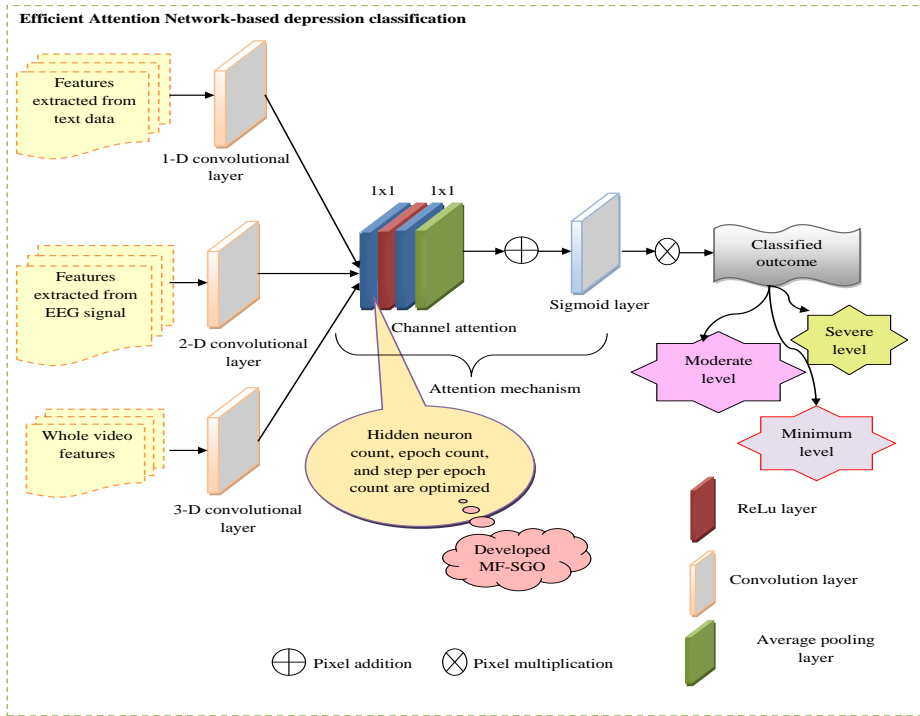 Efficient Attention Network-based depression classification
Features
extracted from
text data
1-D convolutional
layer
1x1
1x1
Features
extracted from
EEG signal
2-D convolutional
layer
Channel attention
Sigmoid layer
Attention mechanism
Classified
outcome
Severe
level
Moderate
level
Minimum
level
Whole video
features
3-D convolutional
layer
Hidden neuron
count, epoch count,
and step per epoch
count are optimized
Developed
MF-SGO
ReLu layer
Convolution layer
Average pooling
layer
Pixel addition
Pixel multiplication